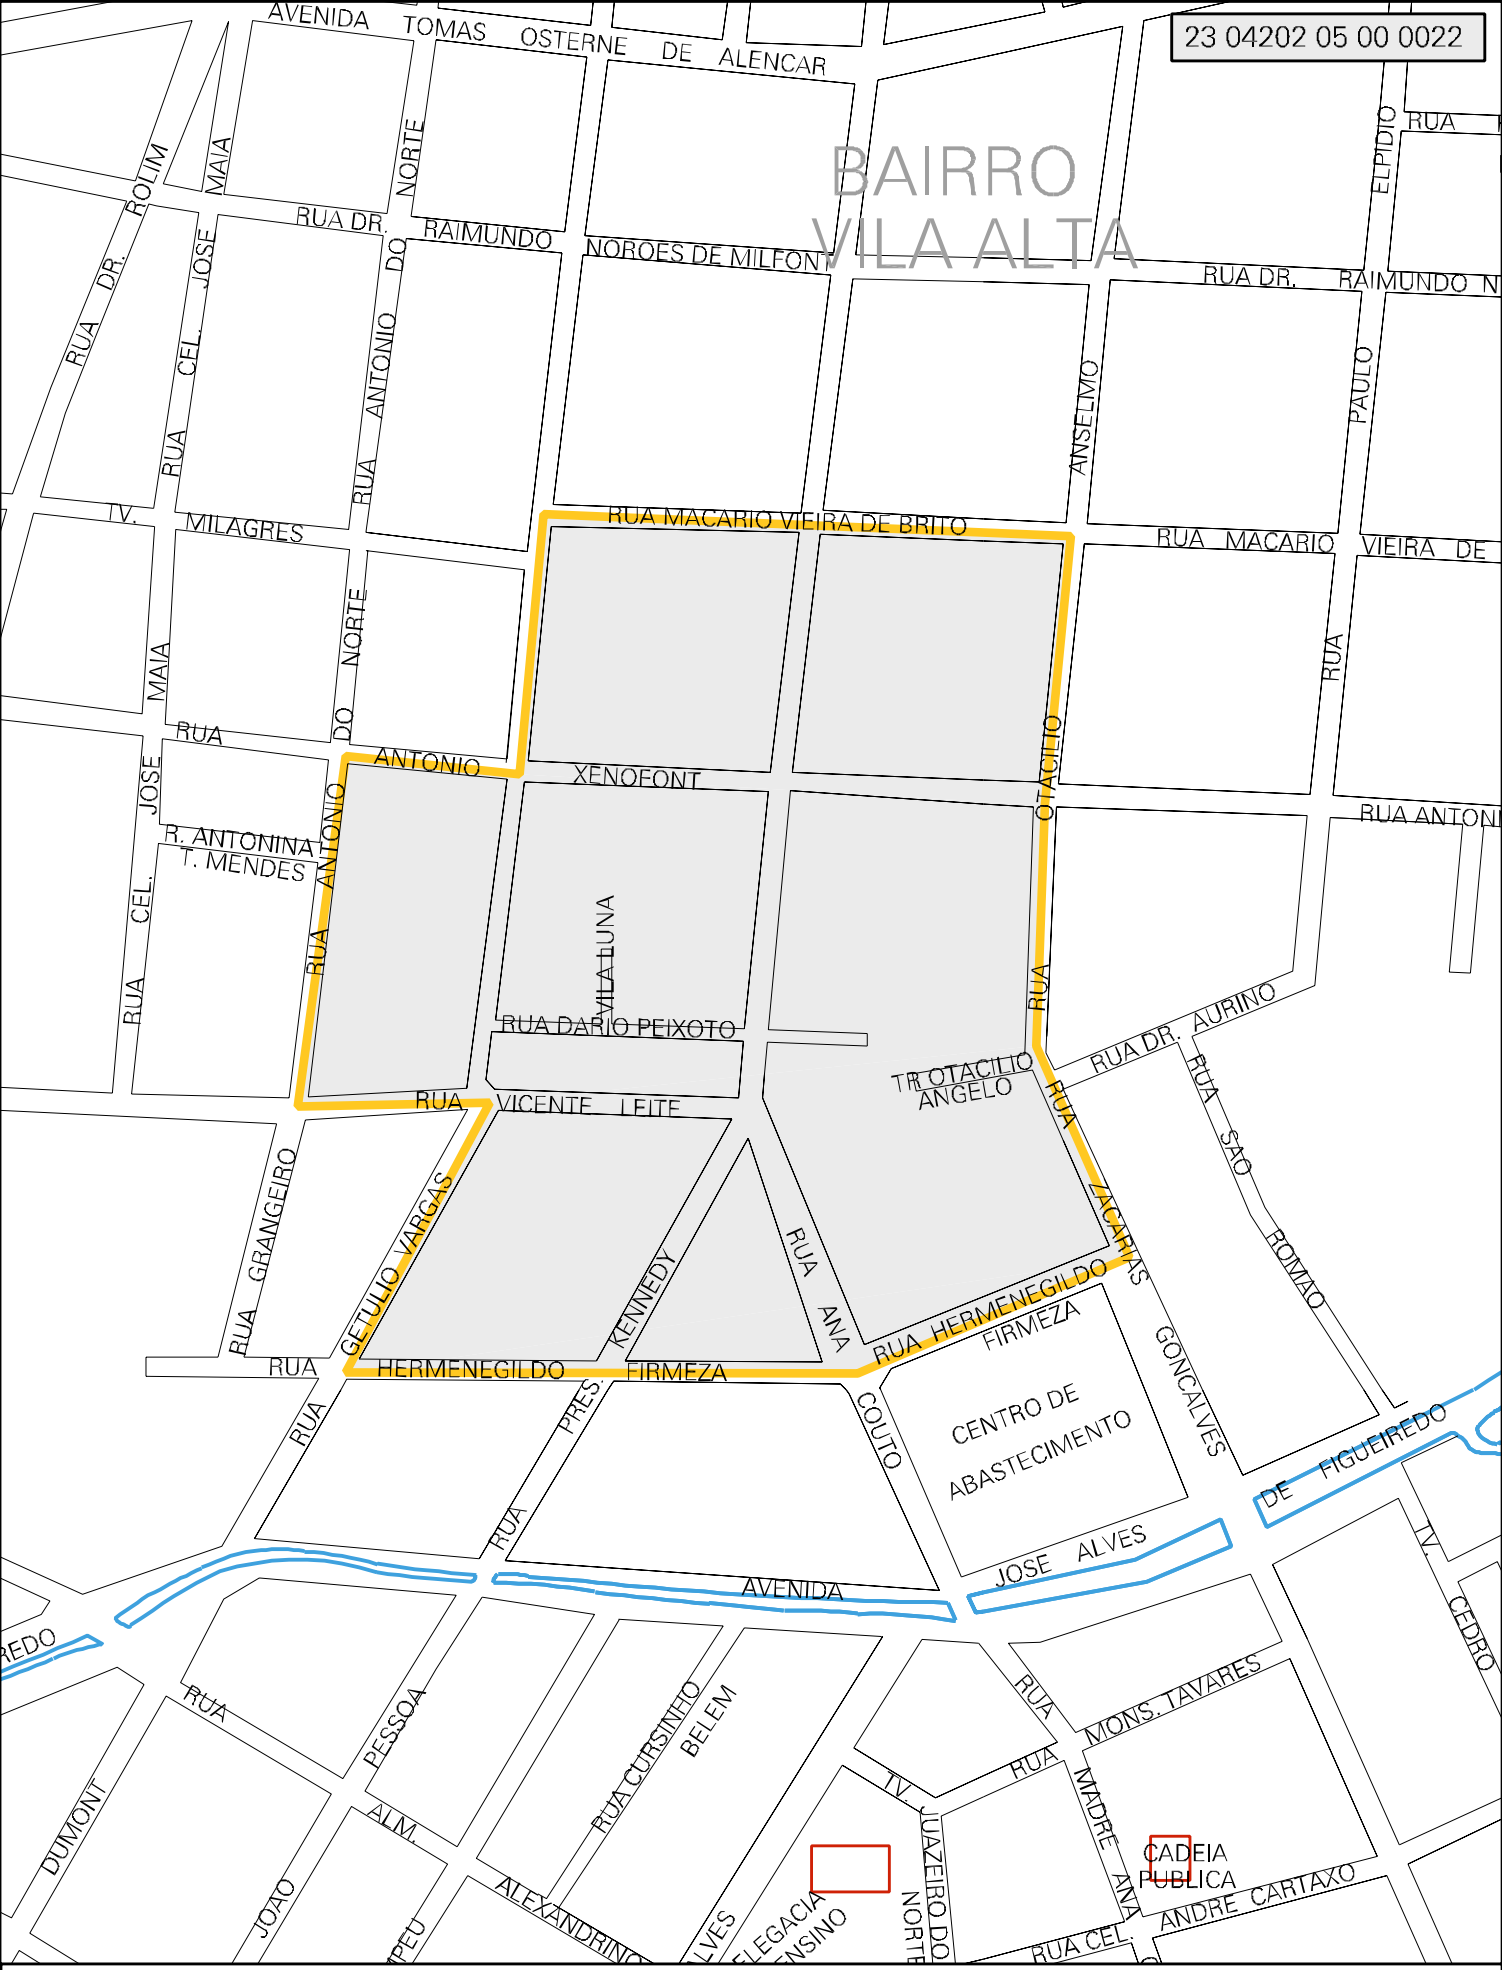 23 04202 05 00 0022
AVENIDA TOMAS OSTERNE DE ALENCAR
BAIRRO
VILA ALTA
RUA
ELPIDIO
RUA DR. ROLIM
MAIA
RUA CEL. JOSE
NORTE
RUA ANTONIO DO
RUA DR. RAIMUNDO NOROES DE MILFONT
RUA DR. RAIMUNDO N
ANSELMO
PAULO
RUA
TV. MILAGRES
RUA MACARIO VIEIRA DE BRITO
RUA MACARIO VIEIRA DE
RUA CEL. JOSE MAIA
RUA ANTONIO DO NORTE
RUA ANTONIO XENOFONT
RUA ANTONI
R. ANTONINA
T. MENDES
RUA OTACILIO
VILA LUNA
RUA DARIO PEIXOTO
TR OTACILIO
ANGELO
RUA DR. AURINO
RUA VICENTE LEITE
RUA SAO ROMAO
RUA ZACARIAS GONCALVES
RUA GRANGEIRO
RUA GETULIO VARGAS
RUA PRES. KENNEDY
RUA ANA COUTO
RUA HERMENEGILDO FIRMEZA
RUA HERMENEGILDO
FIRMEZA
CENTRO DE
ABASTECIMENTO
AVENIDA JOSE ALVES DE FIGUEIREDO
REDO
TV. CEDRO
RUA ALM. ALEXANDRINO
JOAO PESSOA
DUMONT
RUA CURSINHO
BELEM
MPEU
LVES
TV. JUAZEIRO DO
NORTE
RUA MADRE ANA
RUA MONS. TAVARES
CADEIA
PUBLICA
ELEGACIA
ENSINO
RUA CEL. ANDRE CARTAXO